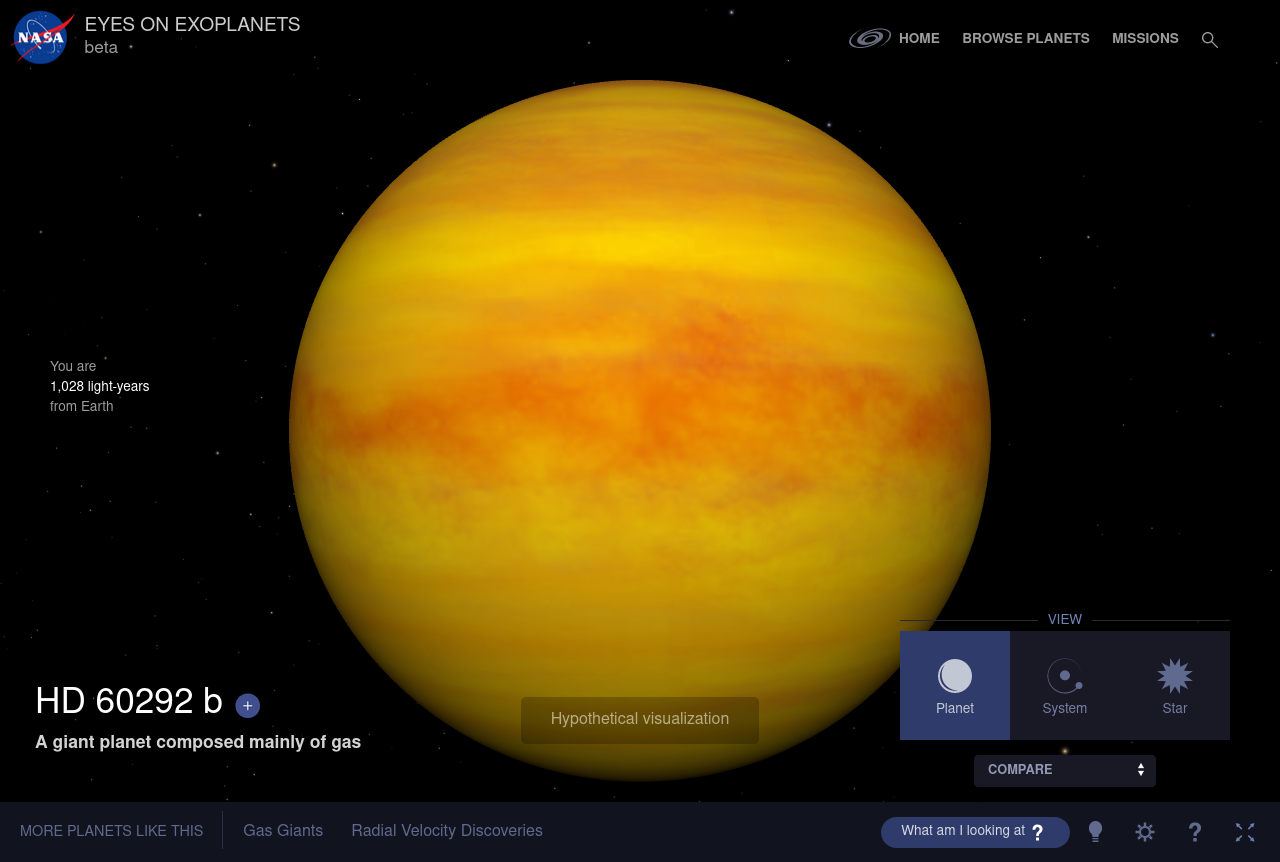 NASA
EYES ON EXOPLANETS
beta
HOME
BROWSE PLANETS
MISSIONS
You are
1,028 light-years
from Earth
VIEW
Planet
System
Star
HD 60292 b +
A giant planet composed mainly of gas
Hypothetical visualization
COMPARE
MORE PLANETS LIKE THIS
Gas Giants
Radial Velocity Discoveries
What am I looking at ?
?